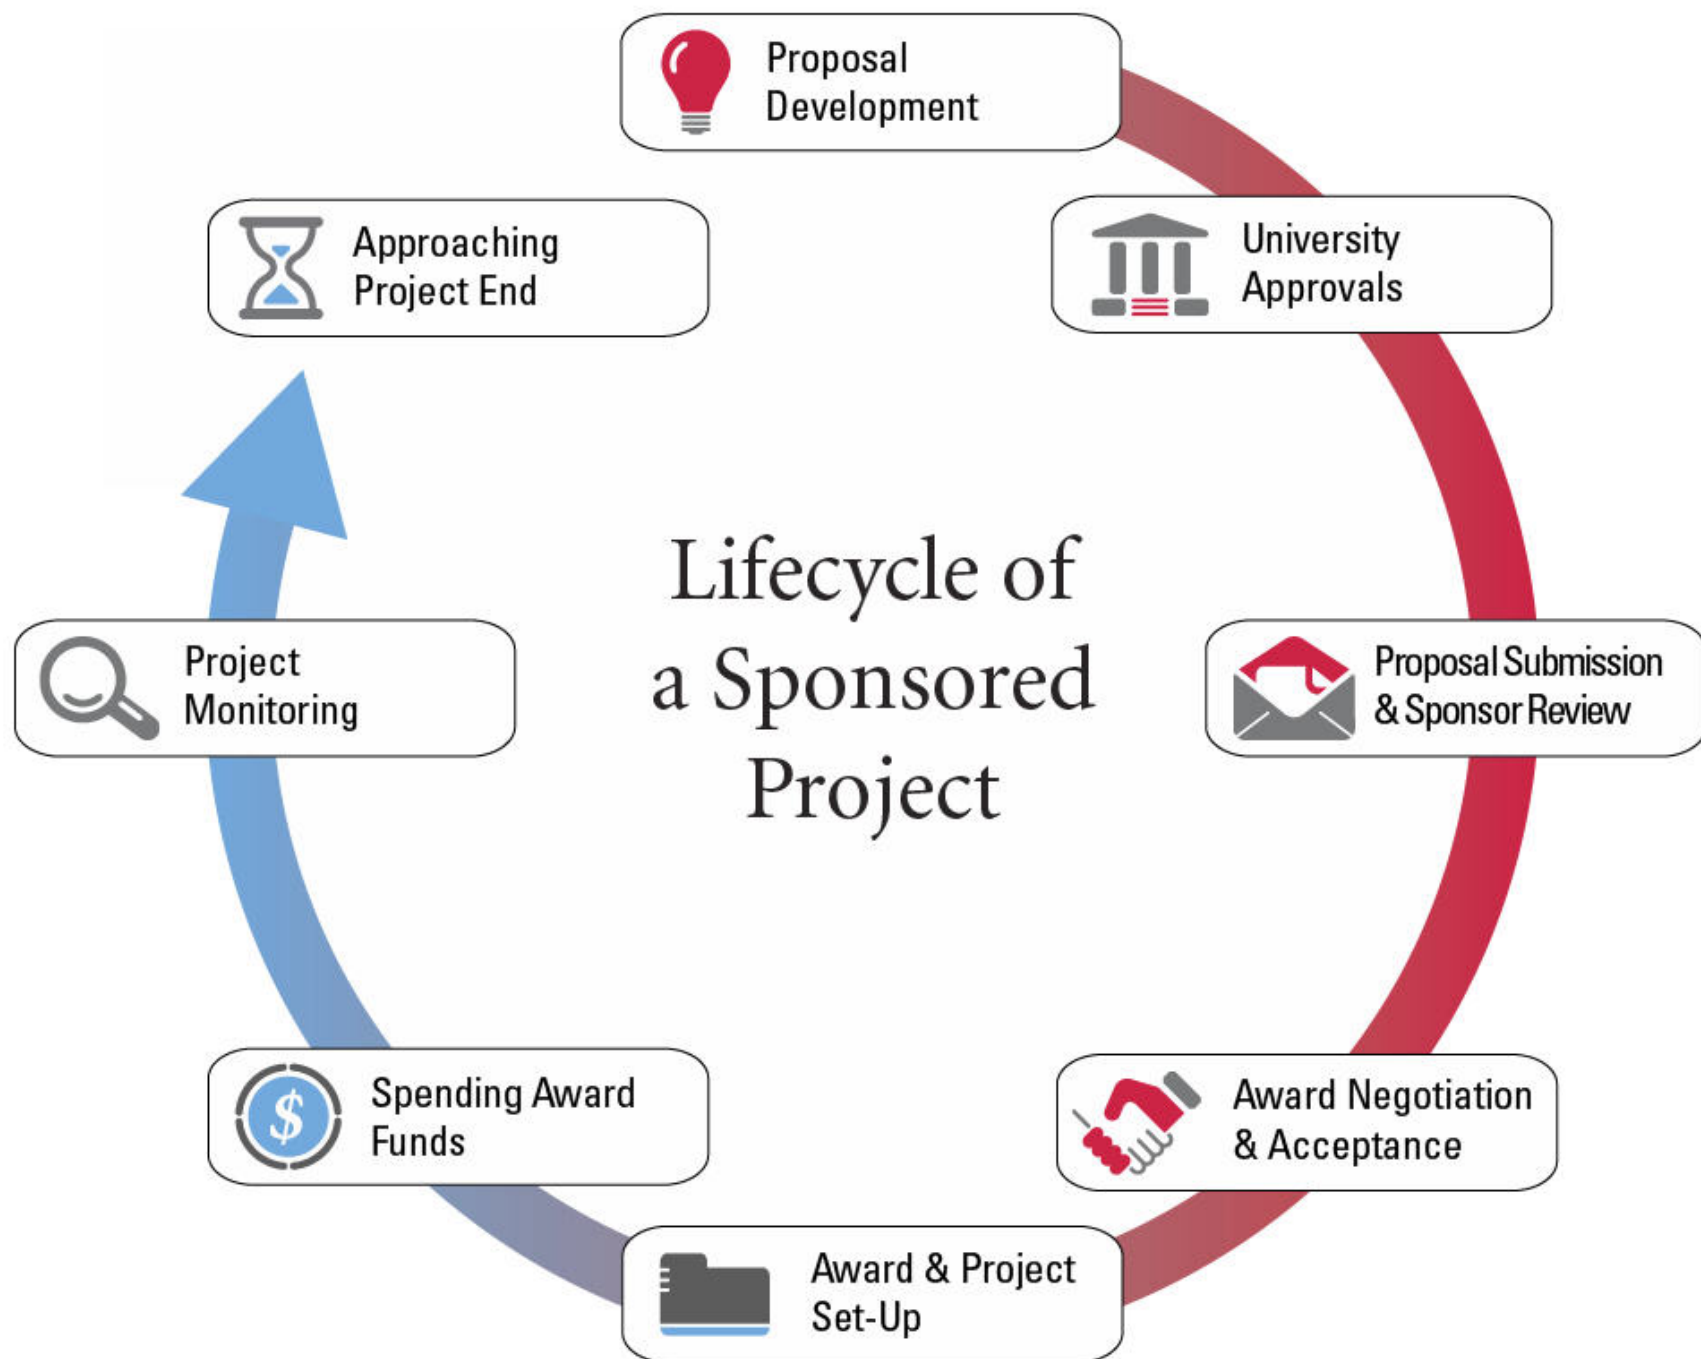 Proposal
Development
University
Approvals
Proposal Submission
& Sponsor Review
Award Negotiation
& Acceptance
Award & Project
Set-Up
$
Spending Award
Funds
Project
Monitoring
Approaching
Project End
Lifecycle of
a Sponsored
Project